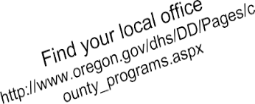 Find your local office
http://www.oregon.gov/dhs/DD/Pages/c
ounty_programs.aspx